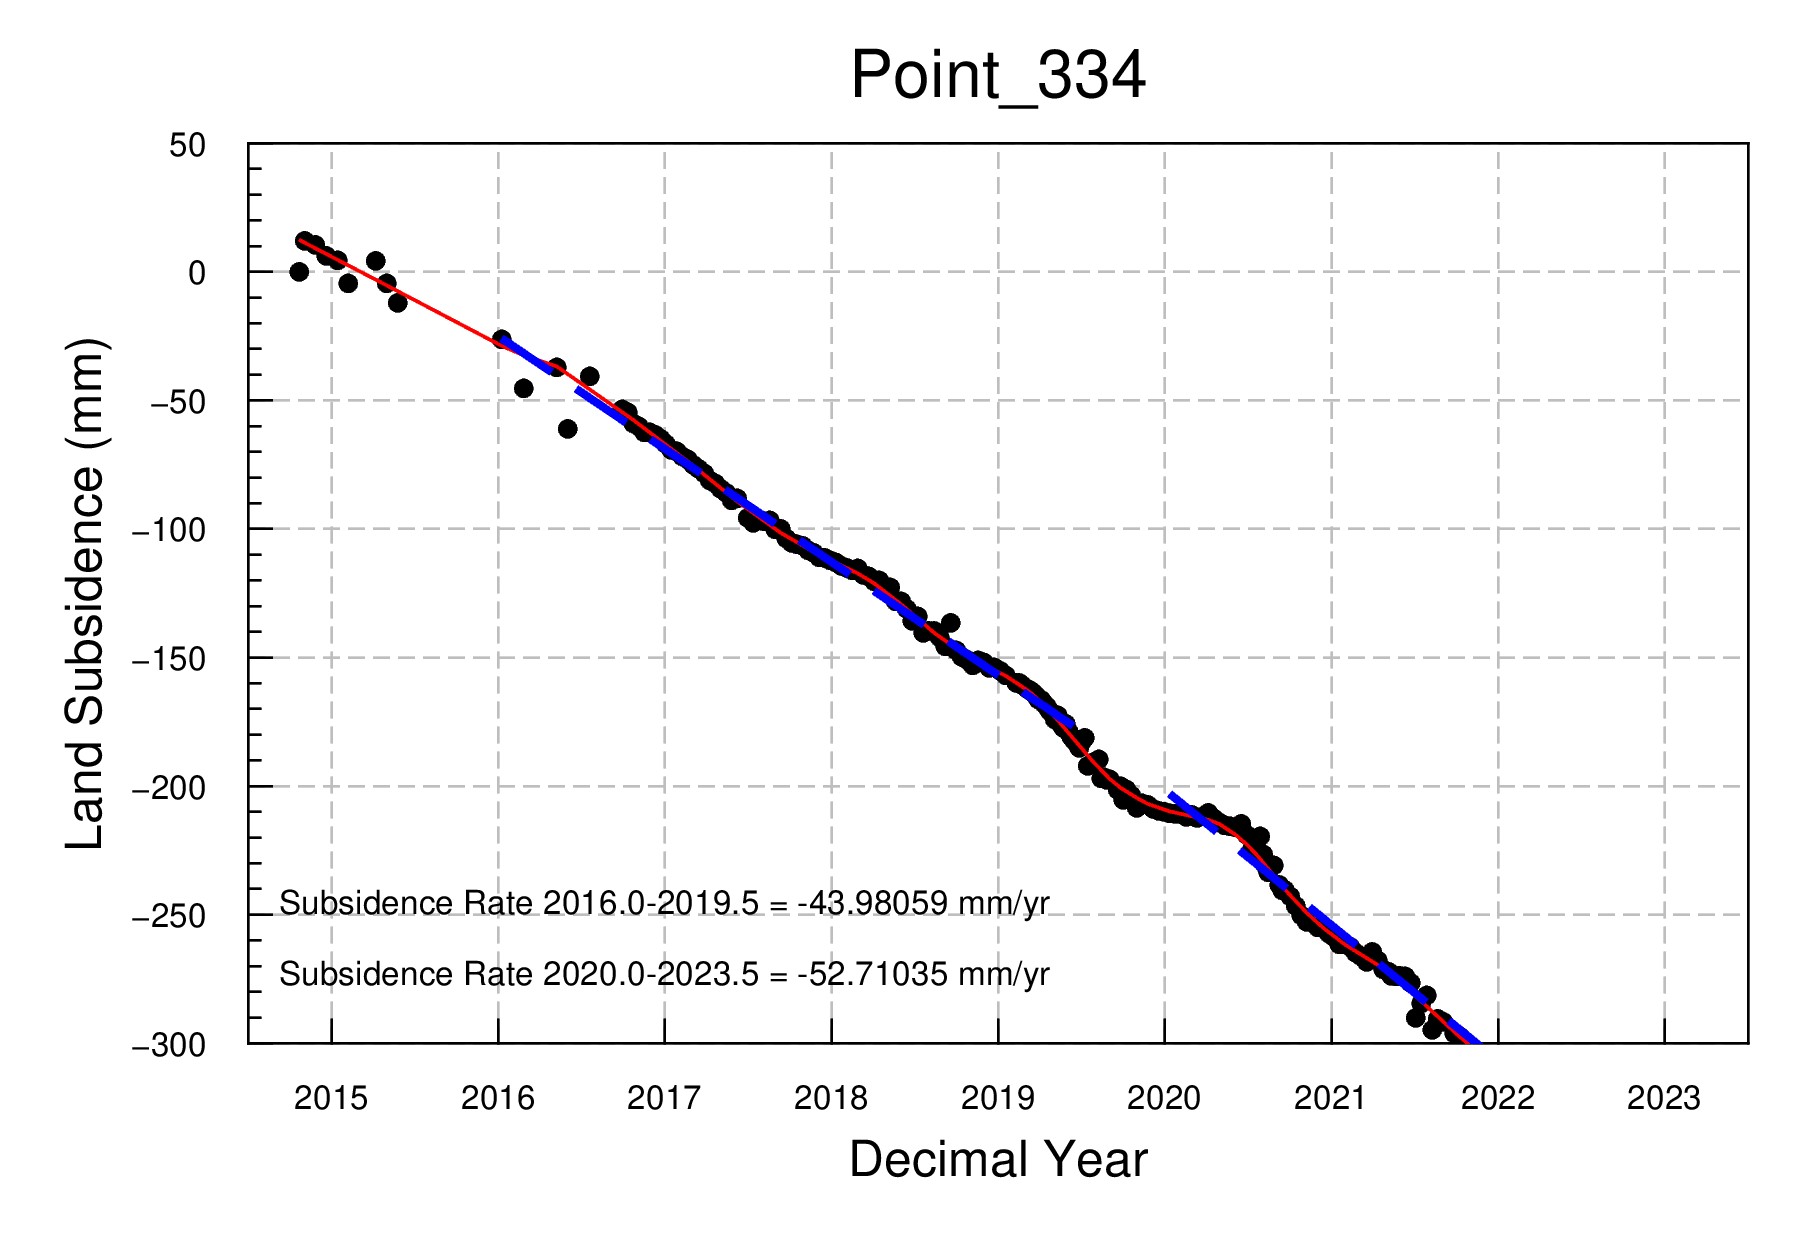 Point_334
50
0
−50
−100
−150
−200
−250
−300
Land Subsidence (mm)
Subsidence Rate 2016.0-2019.5 = -43.98059 mm/yr
Subsidence Rate 2020.0-2023.5 = -52.71035 mm/yr
2015 2016 2017 2018 2019 2020 2021 2022 2023
Decimal Year